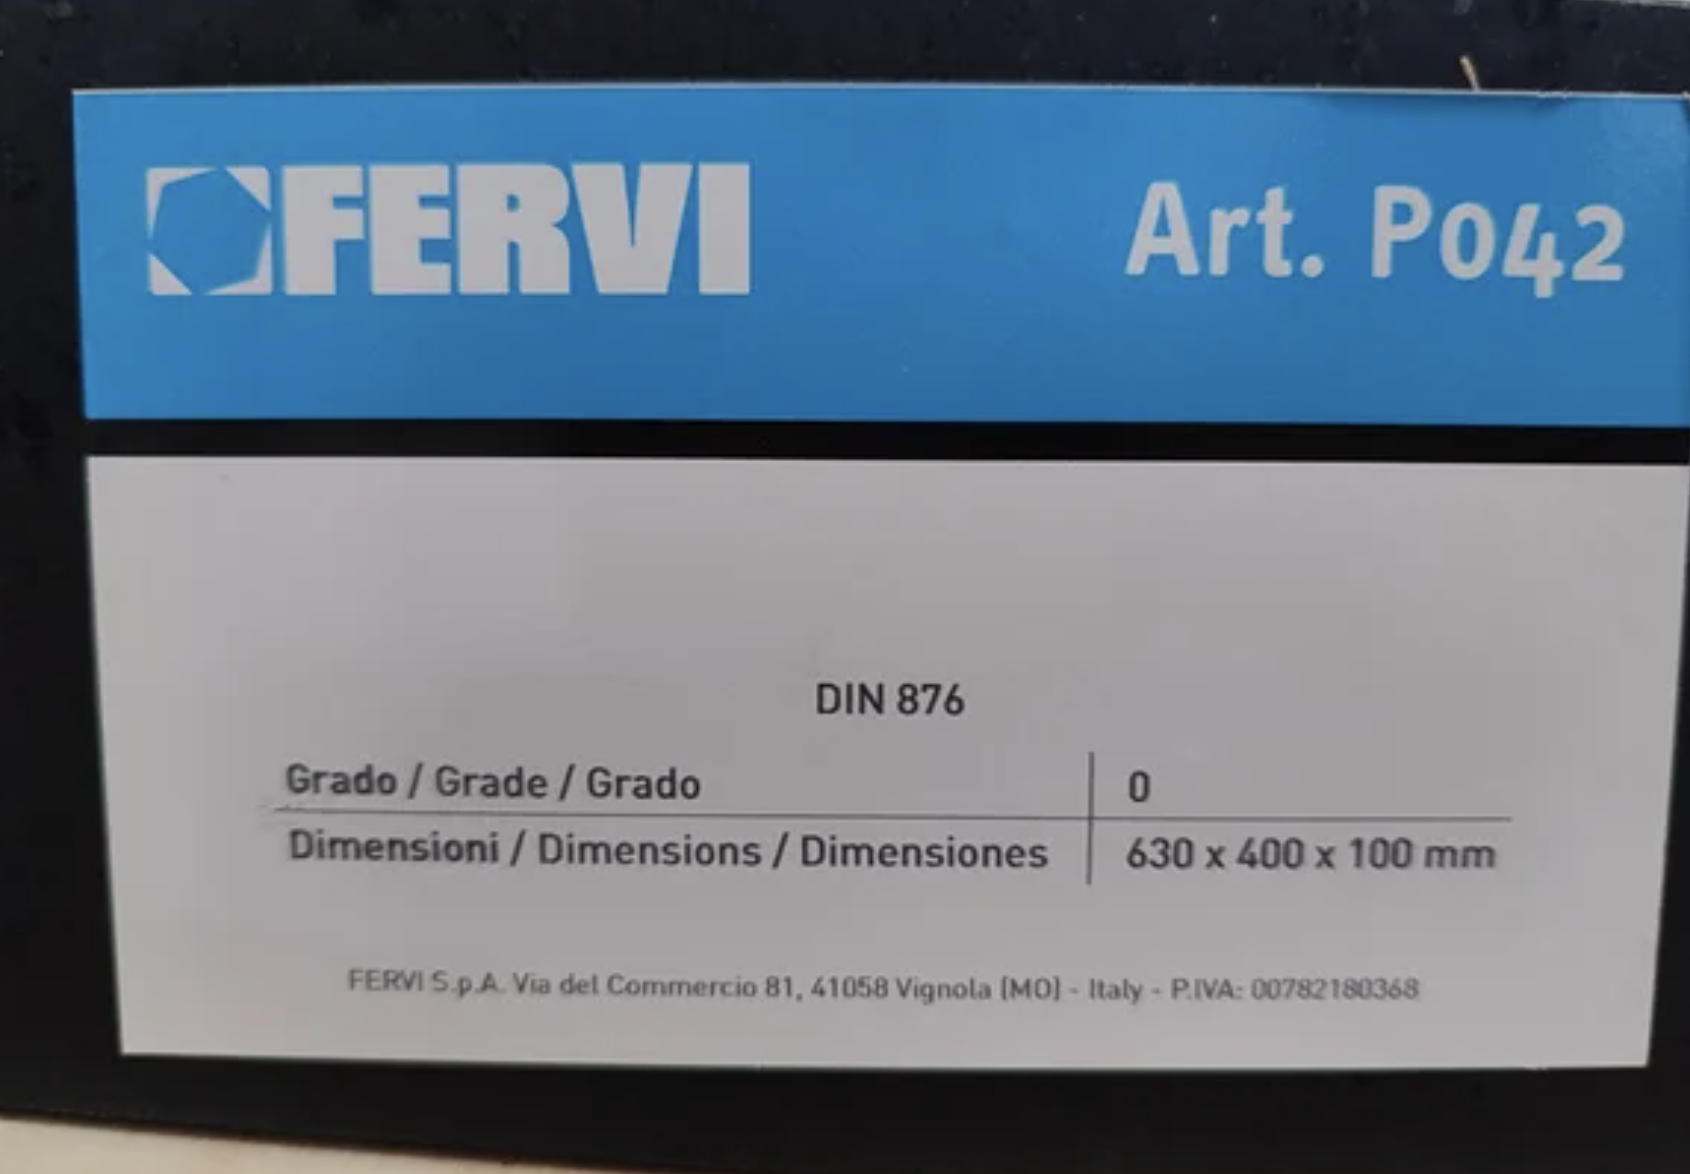 FERVI
Art. P042
DIN 876
Grado / Grade / Grado 0
Dimensioni / Dimensions / Dimensiones 630 x 400 x 100 mm
FERVI S.p.A. Via del Commercio 81, 41058 Vignola (MO) - Italy - P.IVA: 00782180368